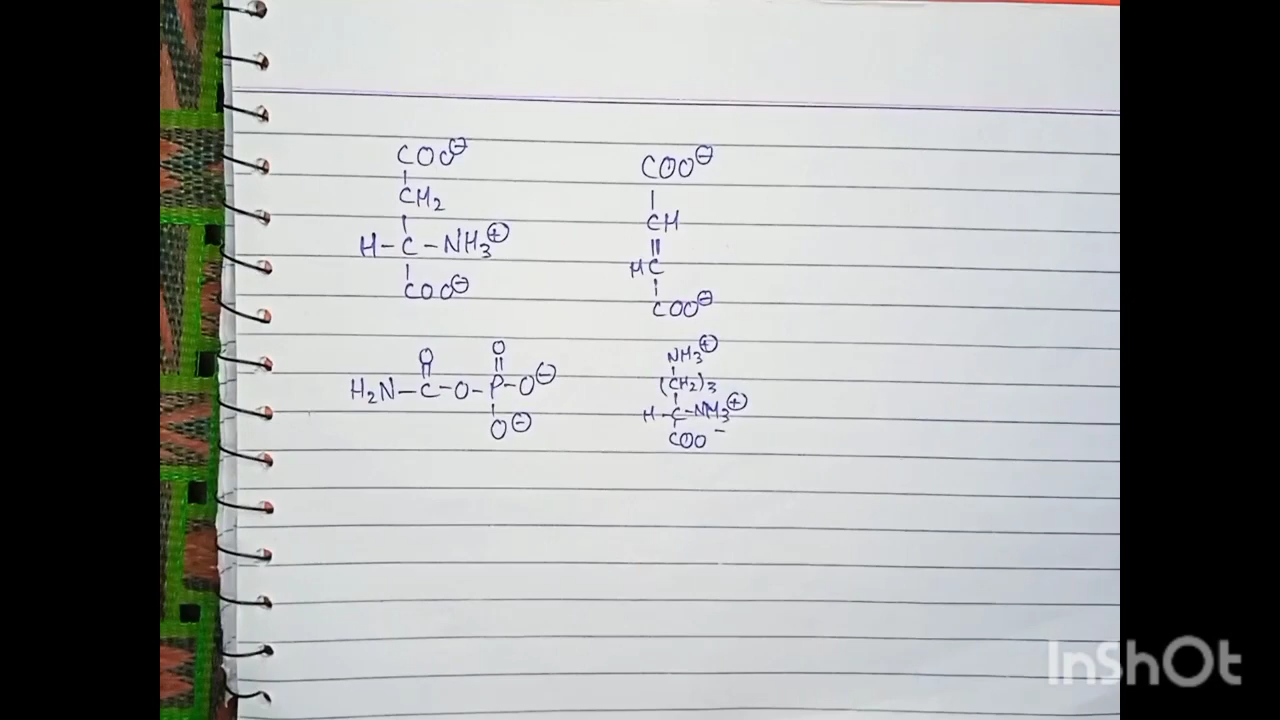 COO⊖ COO⊖
CH2 CH
H-C-NH3⊕ HC
COO⊖ COO⊖
O O NH3⊕
H2N-C-O-P-O⊖ (CH2)3
O⊖ H-C-NH3⊕
COO-
InShOt